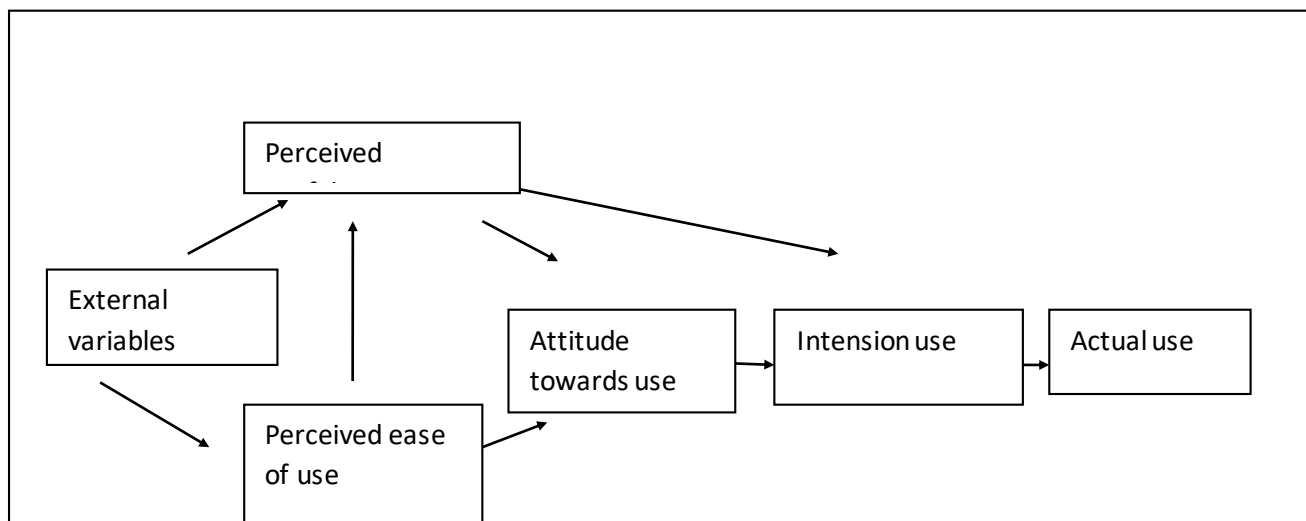 Perceived
External
variables
Attitude
towards use
Intension use
Actual use
Perceived ease
of use